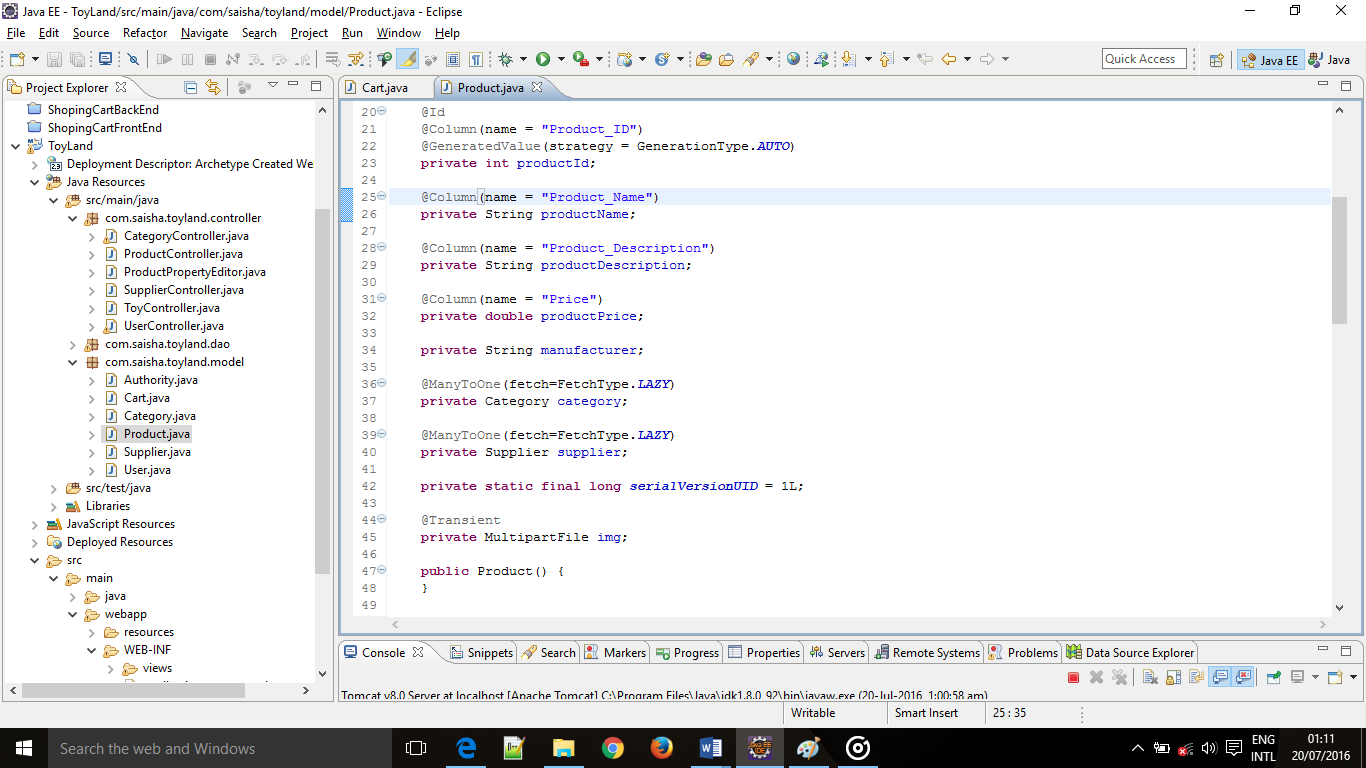 Java EE - ToyLand/src/main/java/com/saisha/toyland/model/Product.java - Eclipse
File Edit Source Refactor Navigate Search Project Run Window Help
Quick Access
Java EE
Java
Project Explorer
ShopingCartBackEnd
ShopingCartFrontEnd
ToyLand
Deployment Descriptor: Archetype Created We
Java Resources
src/main/java
com.saisha.toyland.controller
CategoryController.java
ProductController.java
ProductPropertyEditor.java
SupplierController.java
ToyController.java
UserController.java
com.saisha.toyland.dao
com.saisha.toyland.model
Authority.java
Cart.java
Category.java
Product.java
Supplier.java
User.java
src/test/java
Libraries
JavaScript Resources
Deployed Resources
src
main
java
webapp
resources
WEB-INF
views
Cart.java
Product.java
20 @Id
21 @Column(name = "Product_ID")
22 @GeneratedValue(strategy = GenerationType.AUTO)
23 private int productId;
24
25 @Column(name = "Product_Name")
26 private String productName;
27
28 @Column(name = "Product_Description")
29 private String productDescription;
30
31 @Column(name = "Price")
32 private double productPrice;
33
34 private String manufacturer;
35
36 @ManyToOne(fetch=FetchType.LAZY)
37 private Category category;
38
39 @ManyToOne(fetch=FetchType.LAZY)
40 private Supplier supplier;
41
42 private static final long serialVersionUID = 1L;
43
44 @Transient
45 private MultipartFile img;
46
47 public Product() {
48 }
49
Console Snippets Search Markers Progress Properties Servers Remote Systems Problems Data Source Explorer
Tomcat v8.0 Server at localhost [Apache Tomcat] C:\Program Files\Java\jdk1.8.0_92\bin\javaw.exe (20-Jul-2016, 1:00:58 am)
Writable
Smart Insert
25 : 35
Search the web and Windows
ENG
INTL
01:11
20/07/2016